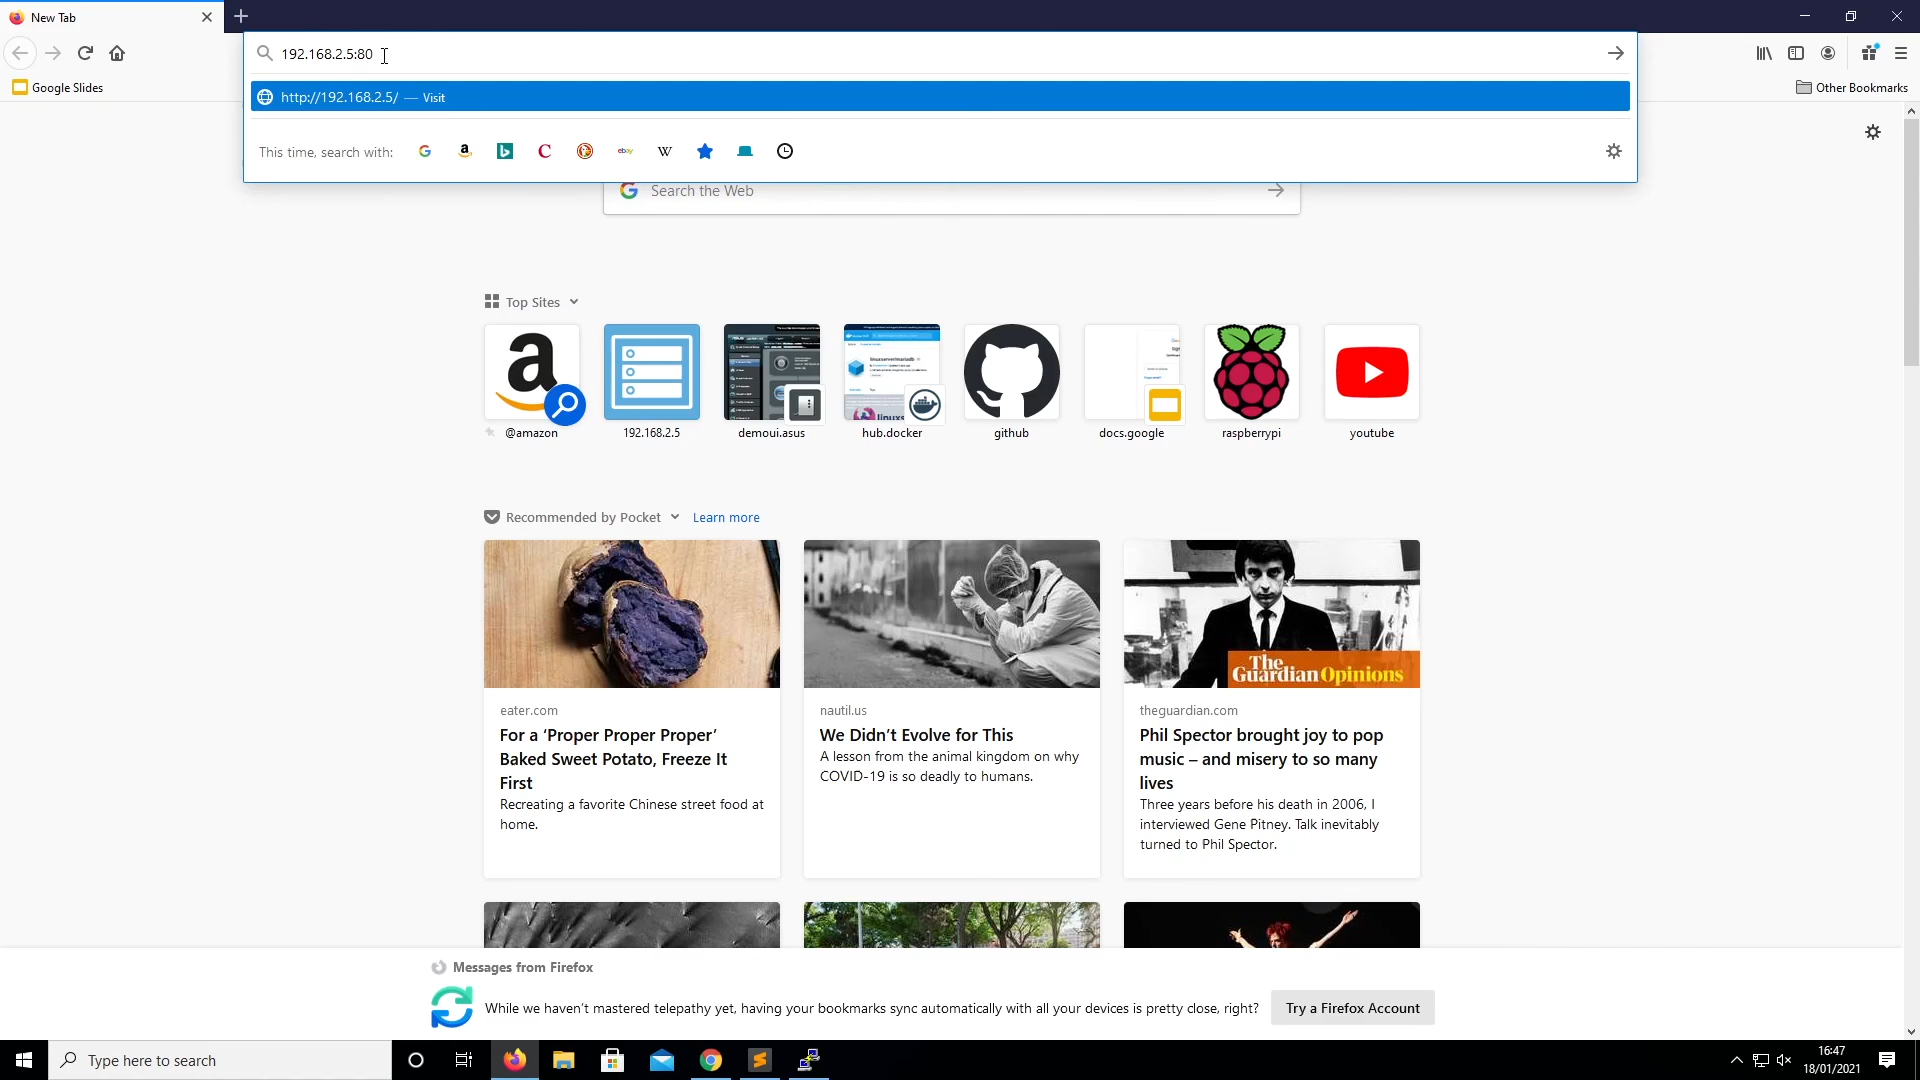 New Tab
192.168.2.5:80
Google Slides
Other Bookmarks
http://192.168.2.5/ — Visit
This time, search with:
Search the Web
Top Sites
@amazon
192.168.2.5
demoui.asus
hub.docker
github
docs.google
raspberrypi
youtube
Recommended by Pocket
Learn more
The Guardian Opinions
eater.com
For a ‘Proper Proper Proper’
Baked Sweet Potato, Freeze It
First
Recreating a favorite Chinese street food at
home.
nautil.us
We Didn’t Evolve for This
A lesson from the animal kingdom on why
COVID-19 is so deadly to humans.
theguardian.com
Phil Spector brought joy to pop
music – and misery to so many
lives
Three years before his death in 2006, I
interviewed Gene Pitney. Talk inevitably
turned to Phil Spector.
Messages from Firefox
While we haven’t mastered telepathy yet, having your bookmarks sync automatically with all your devices is pretty close, right?
Try a Firefox Account
Type here to search
16:47
18/01/2021